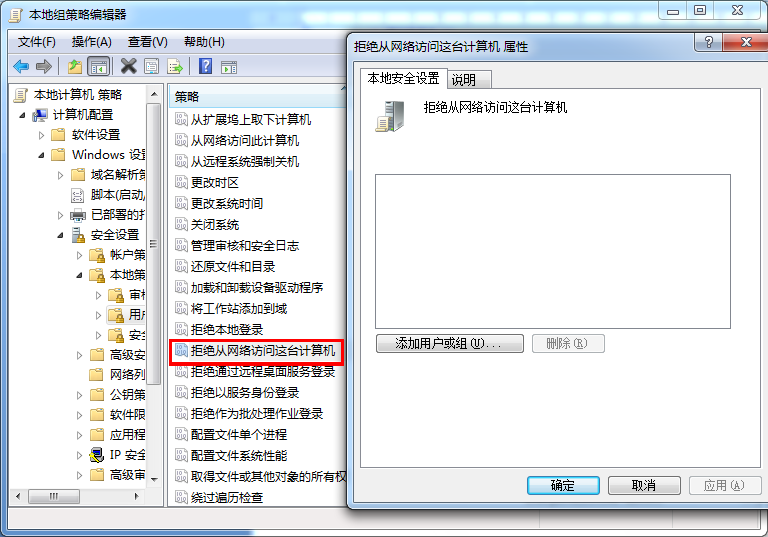 本地组策略编辑器
文件(F) 操作(A) 查看(V) 帮助(H)
本地计算机 策略
计算机配置
软件设置
Windows 设
域名解析策
脚本(启动/
已部署的打
安全设置
帐户策
本地策
审核
用户
安全
高级安
网络列
公钥策
软件限
应用程
IP 安全
高级审
策略
从扩展坞上取下计算机
从网络访问此计算机
从远程系统强制关机
更改时区
更改系统时间
关闭系统
管理审核和安全日志
还原文件和目录
加载和卸载设备驱动程序
将工作站添加到域
拒绝本地登录
拒绝从网络访问这台计算机
拒绝通过远程桌面服务登录
拒绝以服务身份登录
拒绝作为批处理作业登录
配置文件单个进程
配置文件系统性能
取得文件或其他对象的所有权
绕过遍历检查
拒绝从网络访问这台计算机 属性
本地安全设置 说明
拒绝从网络访问这台计算机
添加用户或组(U)... 删除(R)
确定 取消 应用(A)